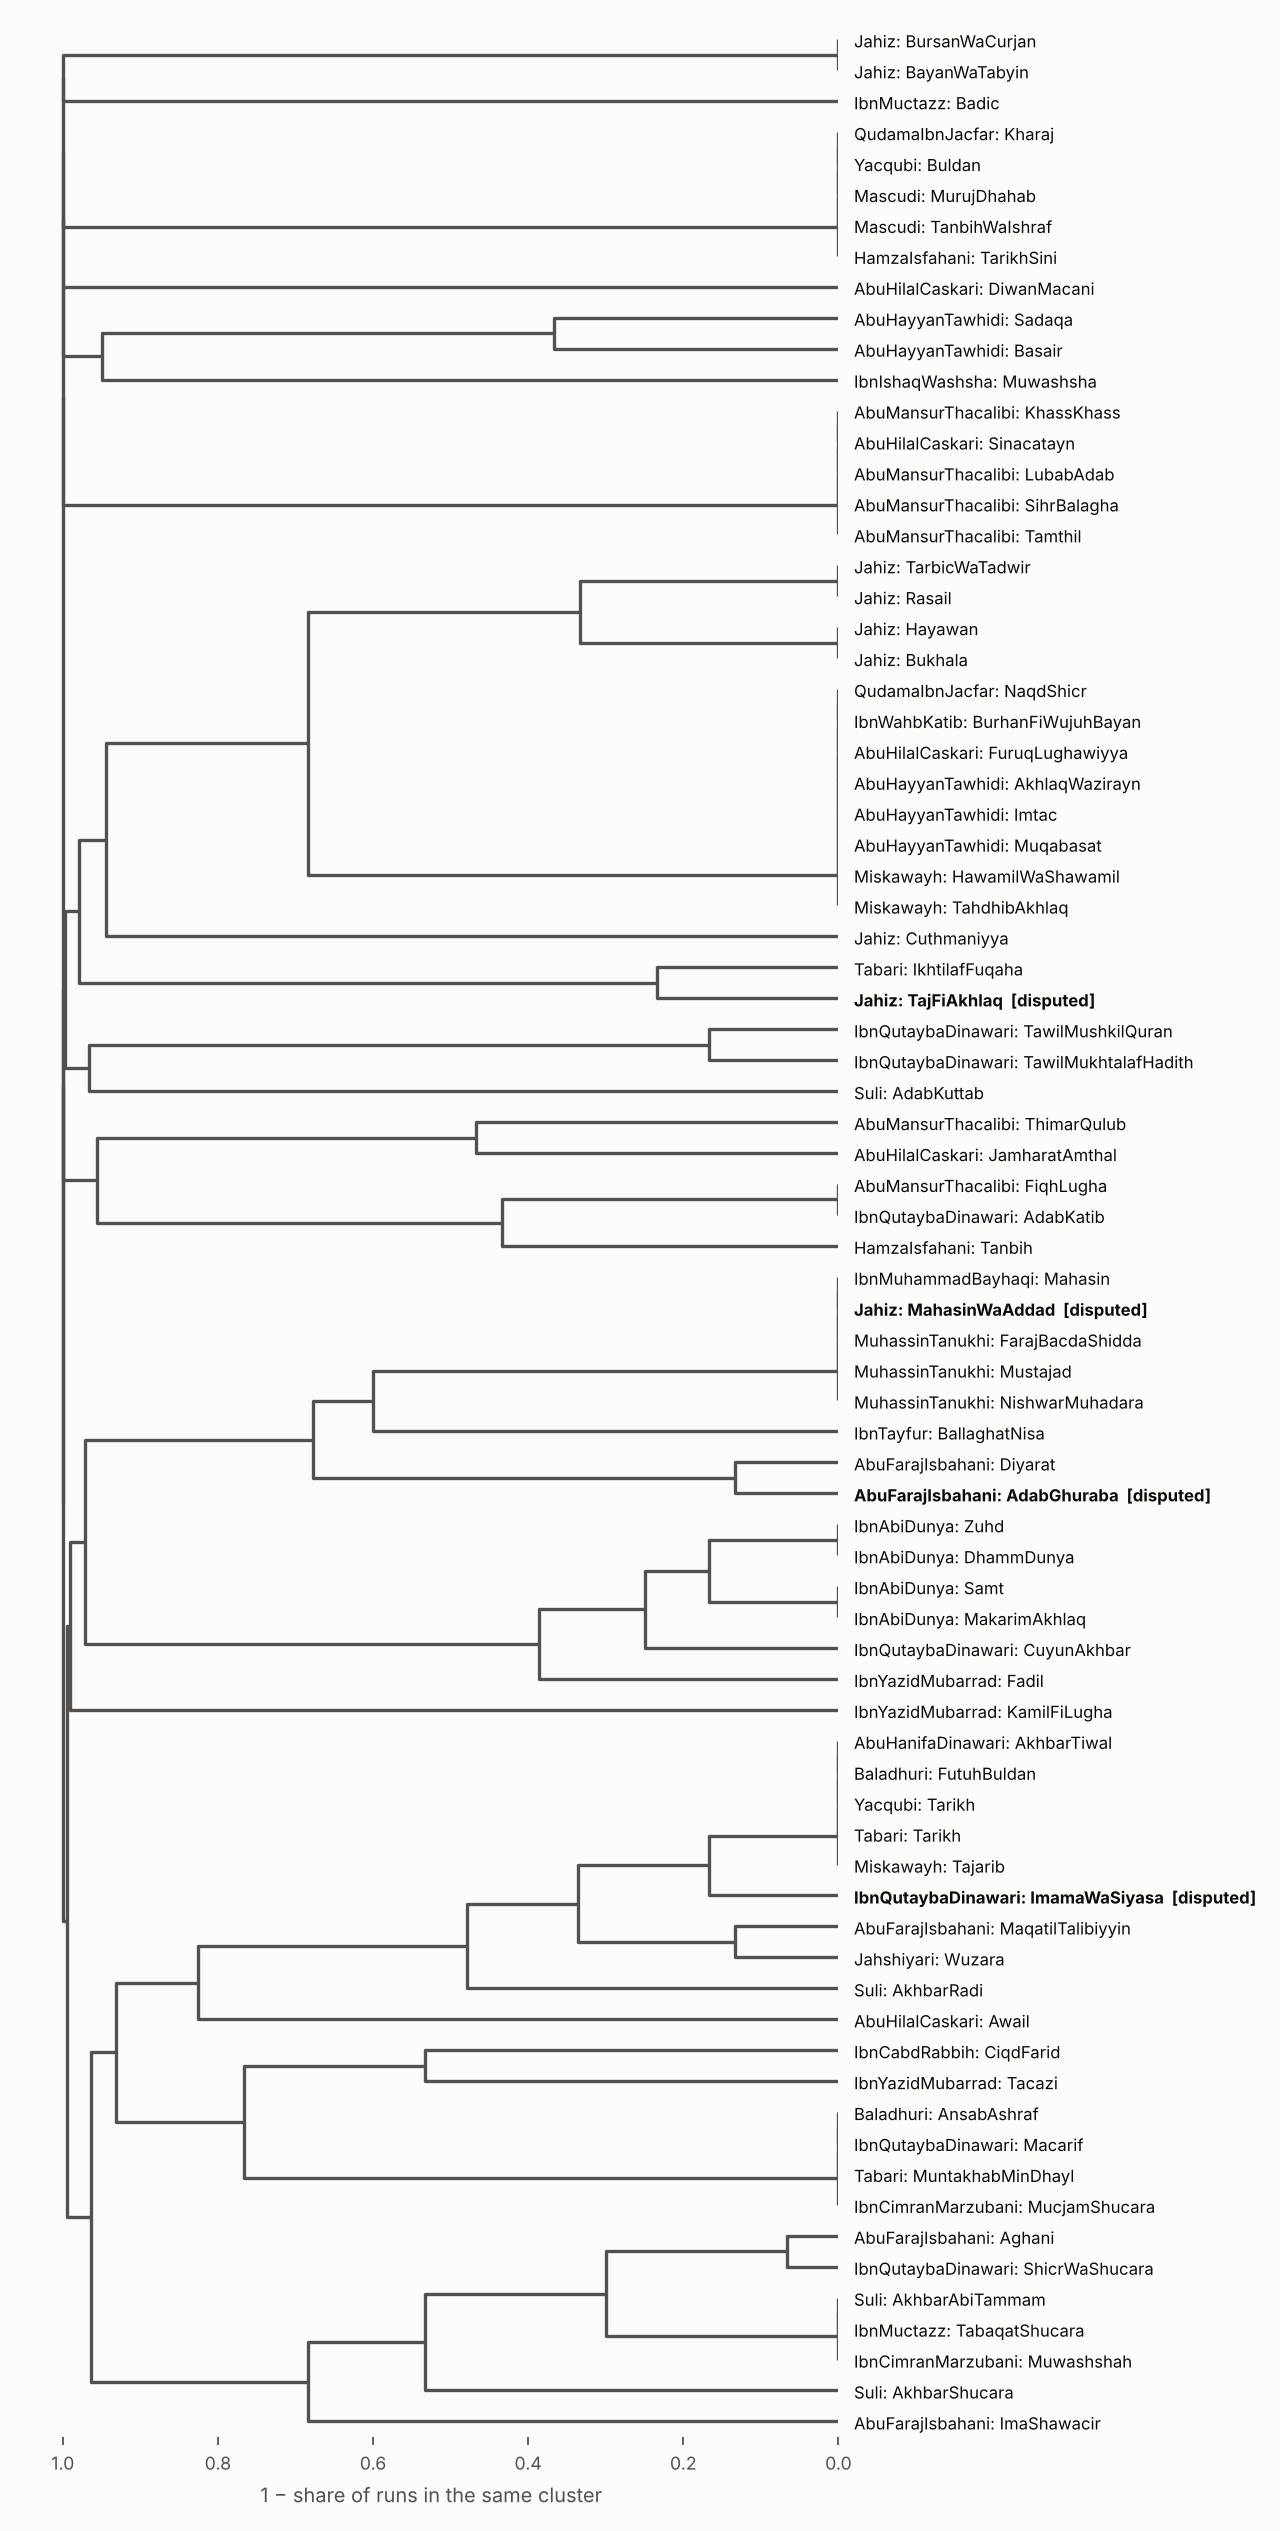 Jahiz: BursanWaCurjan
Jahiz: BayanWaTabyin
IbnMuctazz: Badic
QudamaIbnJacfar: Kharaj
Yacqubi: Buldan
Mascudi: MurujDhahab
Mascudi: TanbihWaIshraf
HamzaIsfahani: TarikhSini
AbuHilalCaskari: DiwanMacani
AbuHayyanTawhidi: Sadaqa
AbuHayyanTawhidi: Basair
IbnIshaqWashsha: Muwashsha
AbuMansurThacalibi: KhassKhass
AbuHilalCaskari: Sinacatayn
AbuMansurThacalibi: LubabAdab
AbuMansurThacalibi: SihrBalagha
AbuMansurThacalibi: Tamthil
Jahiz: TarbicWaTadwir
Jahiz: Rasail
Jahiz: Hayawan
Jahiz: Bukhala
QudamaIbnJacfar: NaqdShicr
IbnWahbKatib: BurhanFiWujuhBayan
AbuHilalCaskari: FuruqLughawiyya
AbuHayyanTawhidi: AkhlaqWazirayn
AbuHayyanTawhidi: Imtac
AbuHayyanTawhidi: Muqabasat
Miskawayh: HawamilWaShawamil
Miskawayh: TahdhibAkhlaq
Jahiz: Cuthmaniyya
Tabari: IkhtilafFuqaha
Jahiz: TajFiAkhlaq [disputed]
IbnQutaybaDinawari: TawilMushkilQuran
IbnQutaybaDinawari: TawilMukhtalafHadith
Suli: AdabKuttab
AbuMansurThacalibi: ThimarQulub
AbuHilalCaskari: JamharatAmthal
AbuMansurThacalibi: FiqhLugha
IbnQutaybaDinawari: AdabKatib
HamzaIsfahani: Tanbih
IbnMuhammadBayhaqi: Mahasin
Jahiz: MahasinWaAddad [disputed]
MuhassinTanukhi: FarajBacdaShidda
MuhassinTanukhi: Mustajad
MuhassinTanukhi: NishwarMuhadara
IbnTayfur: BallaghatNisa
AbuFarajIsbahani: Diyarat
AbuFarajIsbahani: AdabGhuraba [disputed]
IbnAbiDunya: Zuhd
IbnAbiDunya: DhammDunya
IbnAbiDunya: Samt
IbnAbiDunya: MakarimAkhlaq
IbnQutaybaDinawari: CuyunAkhbar
IbnYazidMubarrad: Fadil
IbnYazidMubarrad: KamilFiLugha
AbuHanifaDinawari: AkhbarTiwal
Baladhuri: FutuhBuldan
Yacqubi: Tarikh
Tabari: Tarikh
Miskawayh: Tajarib
IbnQutaybaDinawari: ImamaWaSiyasa [disputed]
AbuFarajIsbahani: MaqatilTalibiyyin
Jahshiyari: Wuzara
Suli: AkhbarRadi
AbuHilalCaskari: Awail
IbnCabdRabbih: CiqdFarid
IbnYazidMubarrad: Tacazi
Baladhuri: AnsabAshraf
IbnQutaybaDinawari: Macarif
Tabari: MuntakhabMinDhayl
IbnCimranMarzubani: MucjamShucara
AbuFarajIsbahani: Aghani
IbnQutaybaDinawari: ShicrWaShucara
Suli: AkhbarAbiTammam
IbnMuctazz: TabaqatShucara
IbnCimranMarzubani: Muwashshah
Suli: AkhbarShucara
AbuFarajIsbahani: ImaShawacir
1.0 0.8 0.6 0.4 0.2 0.0
1 − share of runs in the same cluster